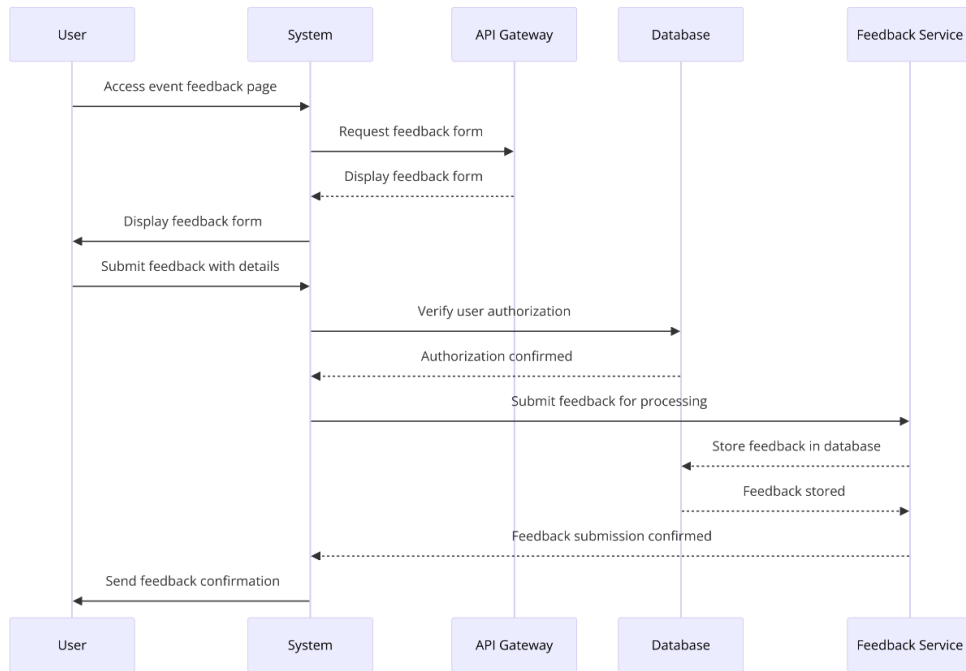 User System API Gateway Database Feedback Service
Access event feedback page
Request feedback form
Display feedback form
Display feedback form
Submit feedback with details
Verify user authorization
Authorization confirmed
Submit feedback for processing
Store feedback in database
Feedback stored
Feedback submission confirmed
Send feedback confirmation
User System API Gateway Database Feedback Service